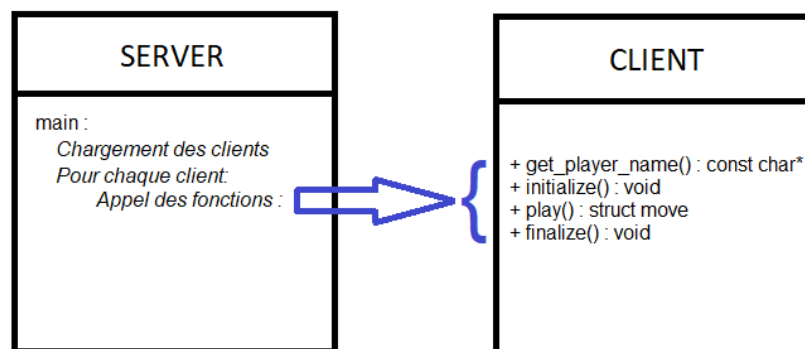 SERVER
main :
Chargement des clients
Pour chaque client:
Appel des fonctions :
CLIENT
+ get_player_name() : const char*
+ initialize() : void
+ play() : struct move
+ finalize() : void